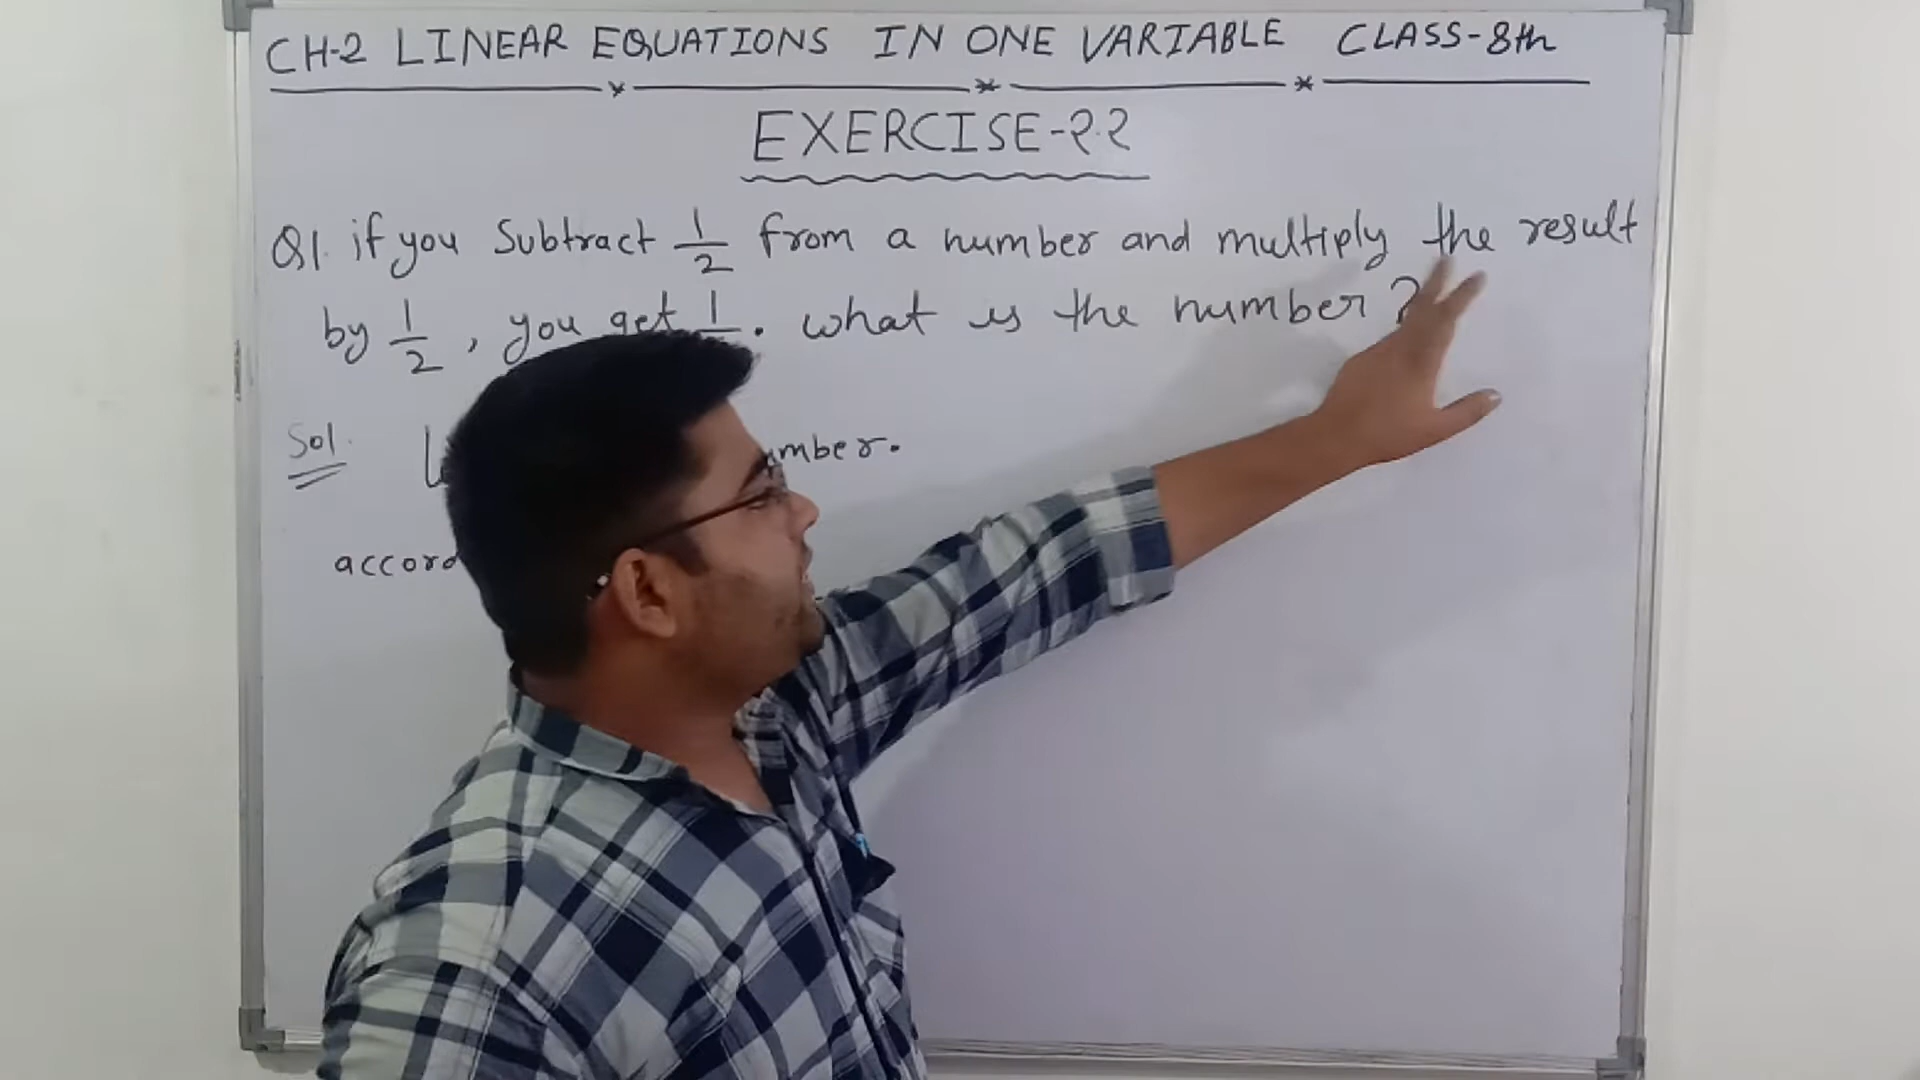 CH-2 LINEAR EQUATIONS IN ONE VARIABLE CLASS-8th
EXERCISE-2.2
Q1. if you Subtract 1/2 from a number and multiply the result
by 1/2, you get 1/ . what is the number?
Sol.
accord